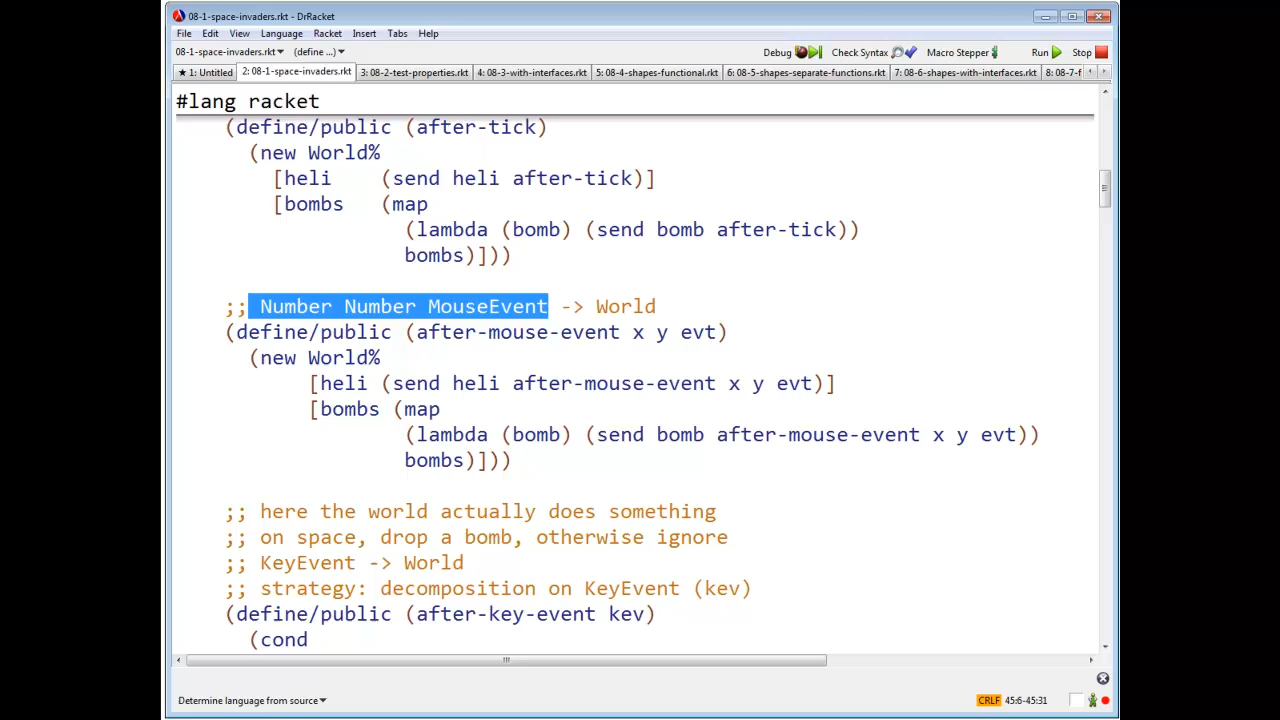 08-1-space-invaders.rkt - DrRacket
File Edit View Language Racket Insert Tabs Help
08-1-space-invaders.rkt▼ (define ...)▼ Debug Check Syntax Macro Stepper Run Stop
★ 1: Untitled 2: 08-1-space-invaders.rkt 3: 08-2-test-properties.rkt 4: 08-3-with-interfaces.rkt 5: 08-4-shapes-functional.rkt 6: 08-5-shapes-separate-functions.rkt 7: 08-6-shapes-with-interfaces.rkt 8: 08-7-f
#lang racket
(define/public (after-tick)
(new World%
[heli (send heli after-tick)]
[bombs (map
(lambda (bomb) (send bomb after-tick))
bombs)]))
;; Number Number MouseEvent -> World
(define/public (after-mouse-event x y evt)
(new World%
[heli (send heli after-mouse-event x y evt)]
[bombs (map
(lambda (bomb) (send bomb after-mouse-event x y evt))
bombs)]))
;; here the world actually does something
;; on space, drop a bomb, otherwise ignore
;; KeyEvent -> World
;; strategy: decomposition on KeyEvent (kev)
(define/public (after-key-event kev)
(cond
Determine language from source▼ CRLF 45:6-45:31